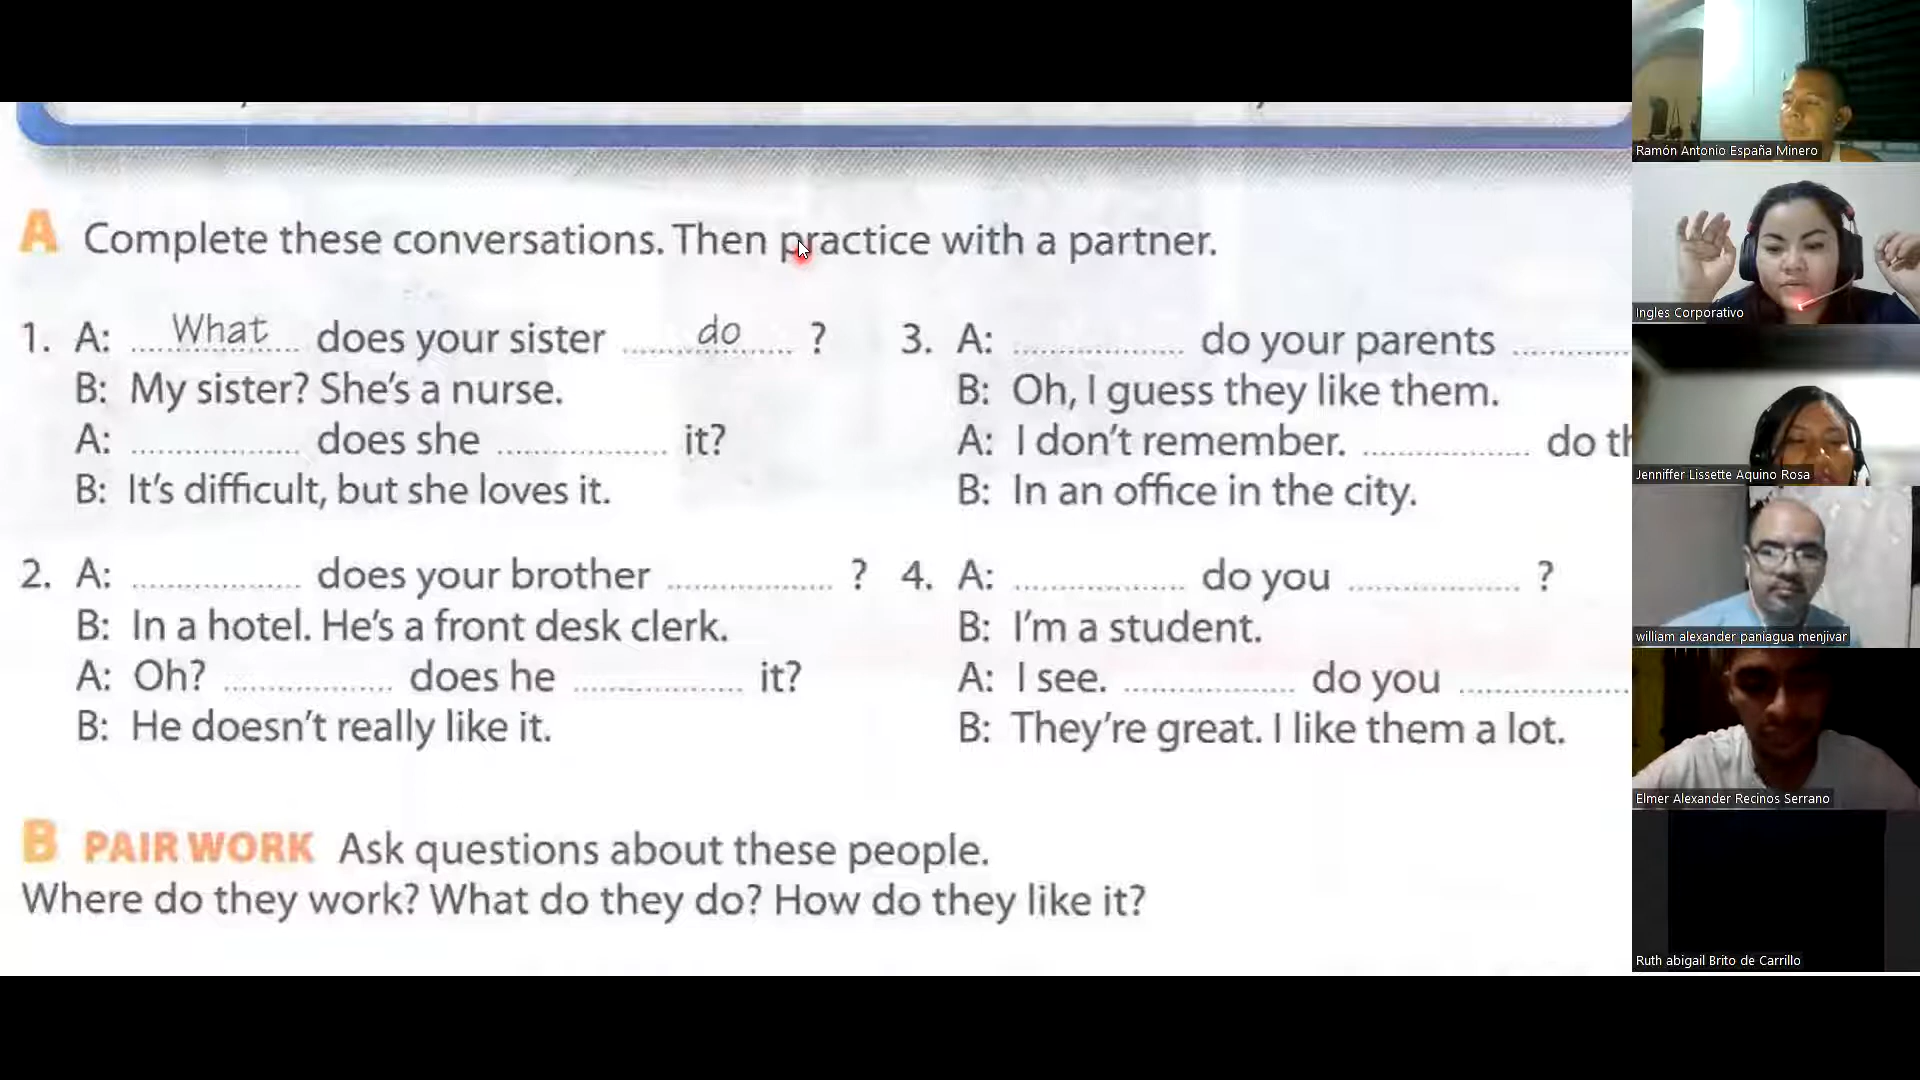 A Complete these conversations. Then practice with a partner.
1. A: What does your sister do ?
B: My sister? She's a nurse.
A: does she it?
B: It's difficult, but she loves it.
2. A: does your brother ?
B: In a hotel. He's a front desk clerk.
A: Oh? does he it?
B: He doesn't really like it.
3. A: do your parents
B: Oh, I guess they like them.
A: I don't remember. do th
B: In an office in the city.
4. A: do you ?
B: I'm a student.
A: I see. do you
B: They're great. I like them a lot.
B PAIR WORK Ask questions about these people.
Where do they work? What do they do? How do they like it?
Ramón Antonio España Minero
Ingles Corporativo
Jenniffer Lissette Aquino Rosa
william alexander paniagua menjivar
Elmer Alexander Recinos Serrano
Ruth abigail Brito de Carrillo